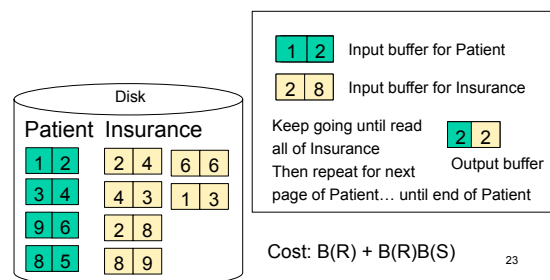 Disk
Patient Insurance
1 2
3 4
9 6
8 5
2 4
4 3
2 8
8 9
6 6
1 3
1 2 Input buffer for Patient
2 8 Input buffer for Insurance
Keep going until read
all of Insurance
Then repeat for next
page of Patient… until end of Patient
2 2
Output buffer
Cost: B(R) + B(R)B(S)
23